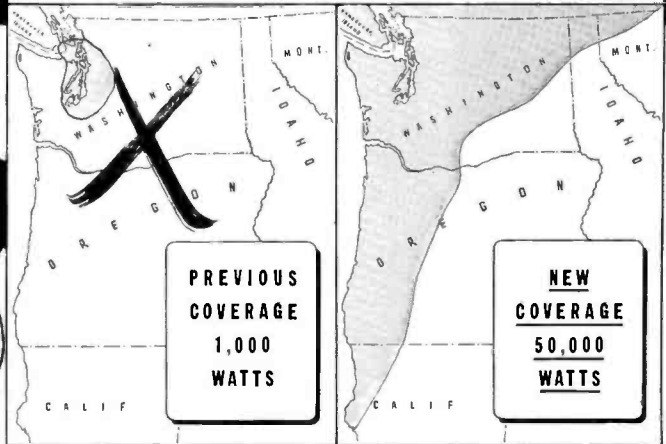 WASHINGTON
MONT.
IDAHO
OREGON
PREVIOUS
COVERAGE
1,000
WATTS
CALIF
WASHINGTON
MONT.
IDAHO
OREGON
NEW
COVERAGE
50,000
WATTS
CALIF